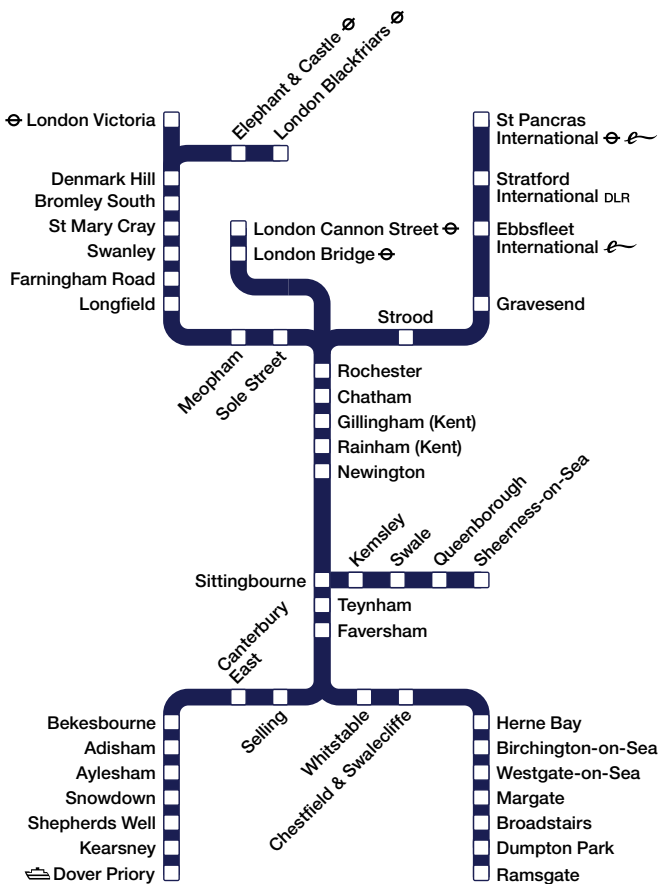 Elephant & Castle
London Blackfriars
London Victoria
St Pancras
International
Denmark Hill
Stratford
International DLR
Bromley South
St Mary Cray
London Cannon Street
Ebbsfleet
International
Swanley
London Bridge
Farningham Road
Longfield
Gravesend
Strood
Meopham
Sole Street
Rochester
Chatham
Gillingham (Kent)
Rainham (Kent)
Newington
Kemsley
Swale
Queenborough
Sheerness-on-Sea
Sittingbourne
Teynham
Faversham
Canterbury
East
Selling
Whitstable
Chestfield & Swalecliffe
Bekesbourne
Herne Bay
Adisham
Birchington-on-Sea
Aylesham
Westgate-on-Sea
Snowdown
Margate
Shepherds Well
Broadstairs
Kearsney
Dumpton Park
Dover Priory
Ramsgate